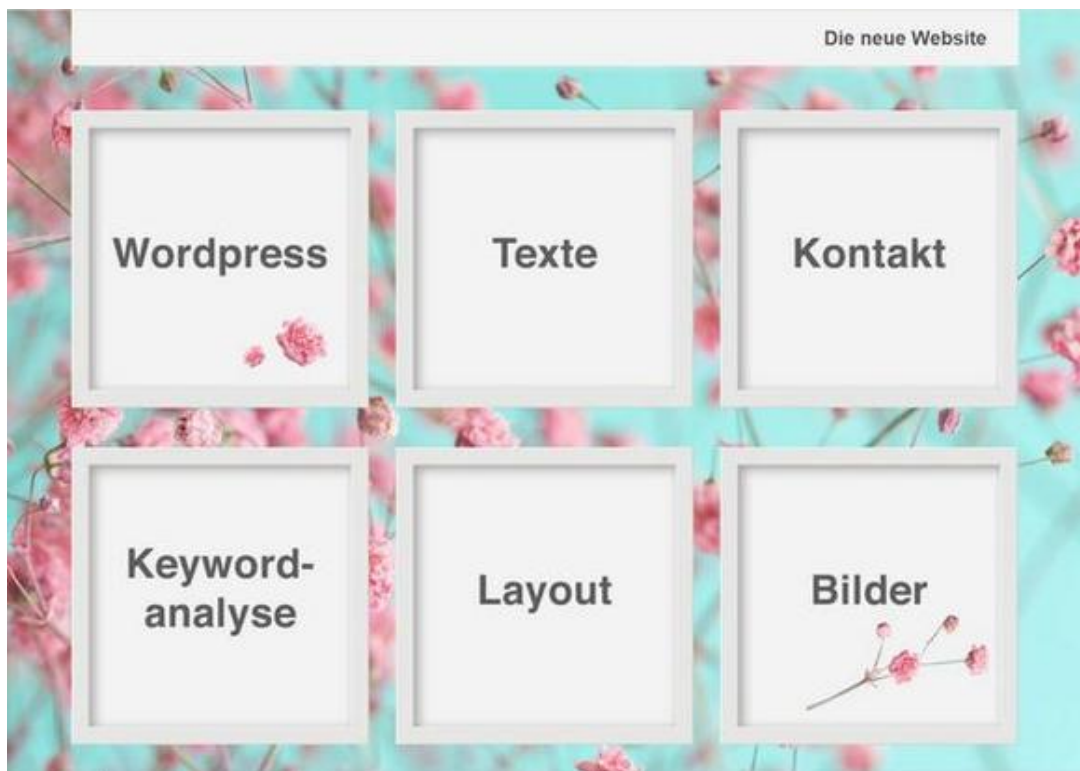 Die neue Website
Wordpress
Texte
Kontakt
Keyword-
analyse
Layout
Bilder